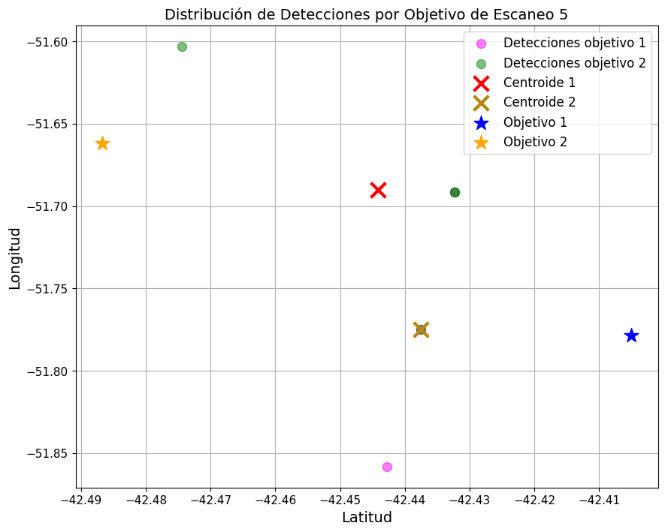 Distribución de Detecciones por Objetivo de Escaneo 5
Detecciones objetivo 1
Detecciones objetivo 2
Centroide 1
Centroide 2
Objetivo 1
Objetivo 2
Longitud
−51.60
−51.65
−51.70
−51.75
−51.80
−51.85
−42.49 −42.48 −42.47 −42.46 −42.45 −42.44 −42.43 −42.42 −42.41
Latitud